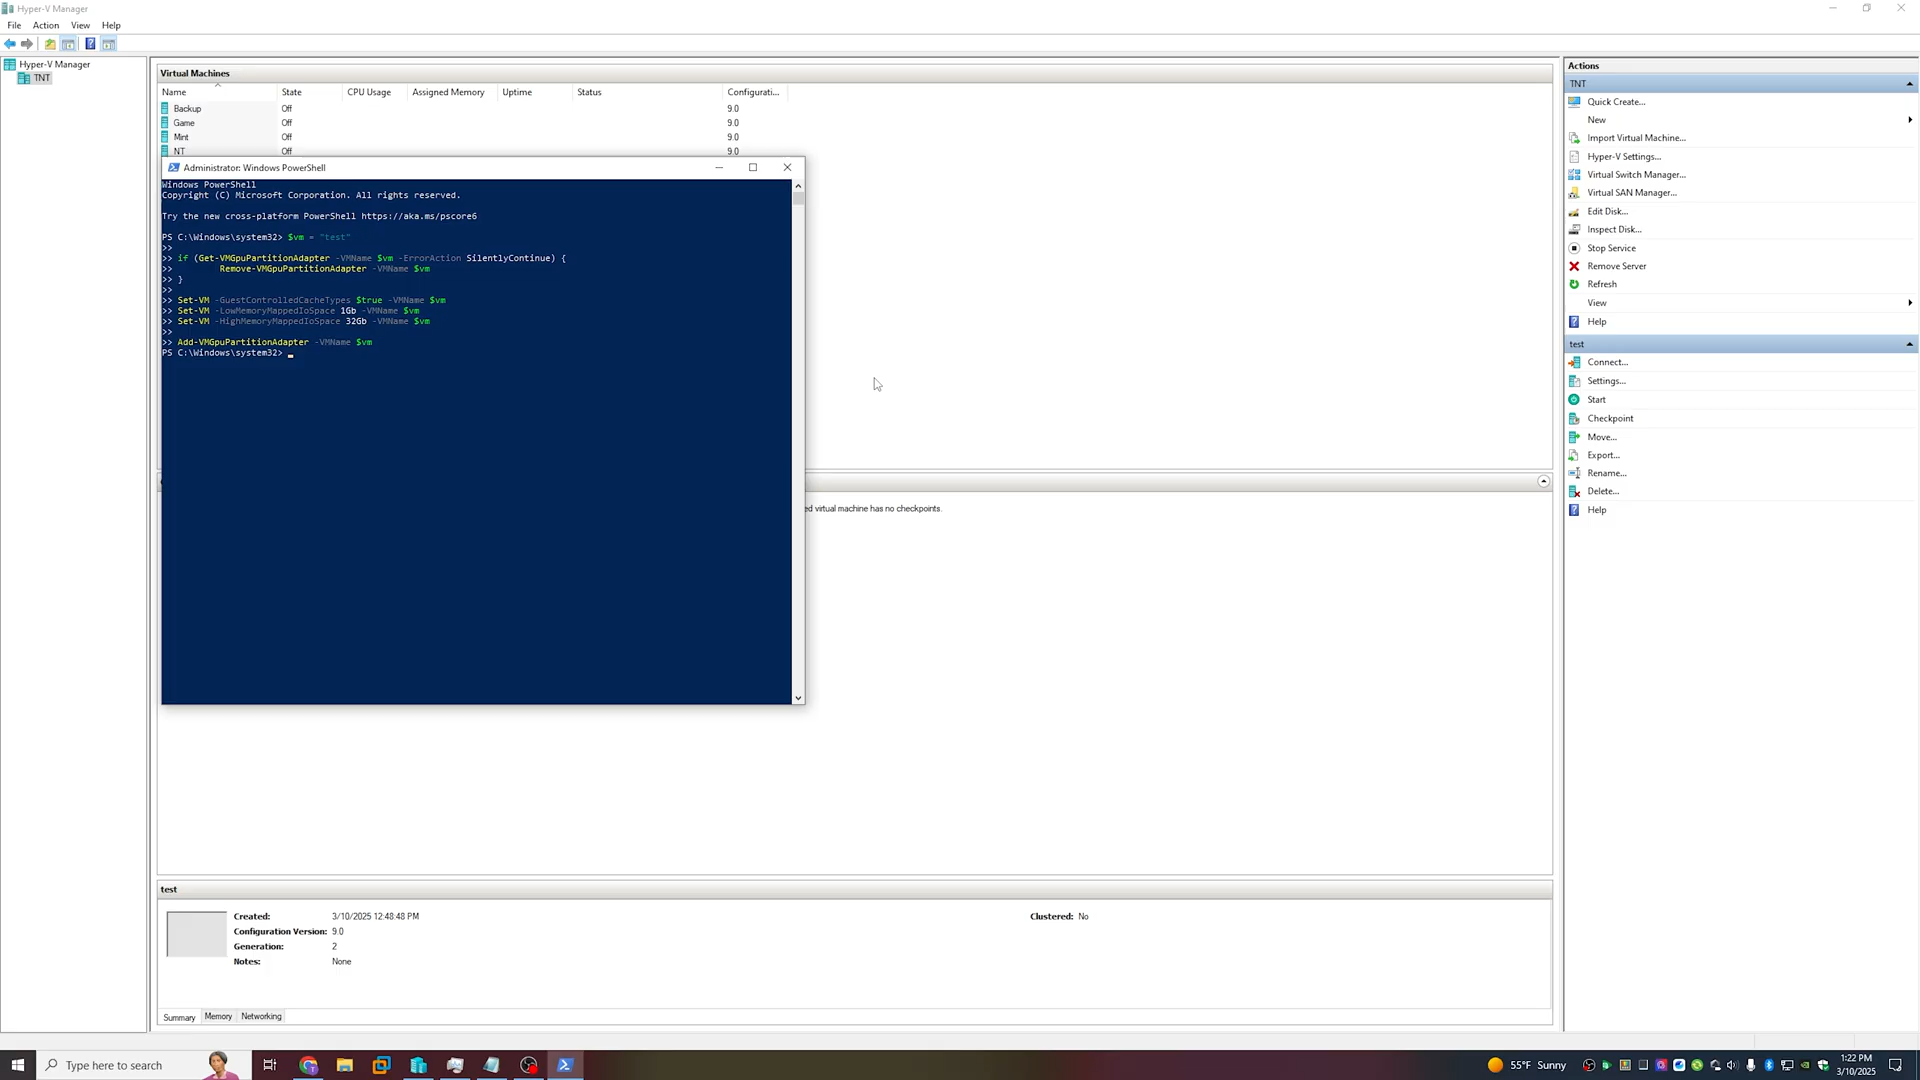 Hyper-V Manager
File Action View Help
Hyper-V Manager
TNT
Virtual Machines
Name State CPU Usage Assigned Memory Uptime Status Configurati...
Backup Off 9.0
Game Off 9.0
Mint Off 9.0
NT Off 9.0
Administrator: Windows PowerShell
Windows PowerShell
Copyright (C) Microsoft Corporation. All rights reserved.
Try the new cross-platform PowerShell https://aka.ms/pscore6
PS C:\Windows\system32> $vm = "test"
>>
>> if (Get-VMGpuPartitionAdapter -VMName $vm -ErrorAction SilentlyContinue) {
>> Remove-VMGpuPartitionAdapter -VMName $vm
>> }
>>
>> Set-VM -GuestControlledCacheTypes $true -VMName $vm
>> Set-VM -LowMemoryMappedIoSpace 1Gb -VMName $vm
>> Set-VM -HighMemoryMappedIoSpace 32Gb -VMName $vm
>>
>> Add-VMGpuPartitionAdapter -VMName $vm
PS C:\Windows\system32>
ed virtual machine has no checkpoints.
test
Created: 3/10/2025 12:48:48 PM Clustered: No
Configuration Version: 9.0
Generation: 2
Notes: None
Summary Memory Networking
Actions
TNT
Quick Create...
New
Import Virtual Machine...
Hyper-V Settings...
Virtual Switch Manager...
Virtual SAN Manager...
Edit Disk...
Inspect Disk...
Stop Service
Remove Server
Refresh
View
Help
test
Connect...
Settings...
Start
Checkpoint
Move...
Export...
Rename...
Delete...
Help
Type here to search
55°F Sunny
1:22 PM
3/10/2025